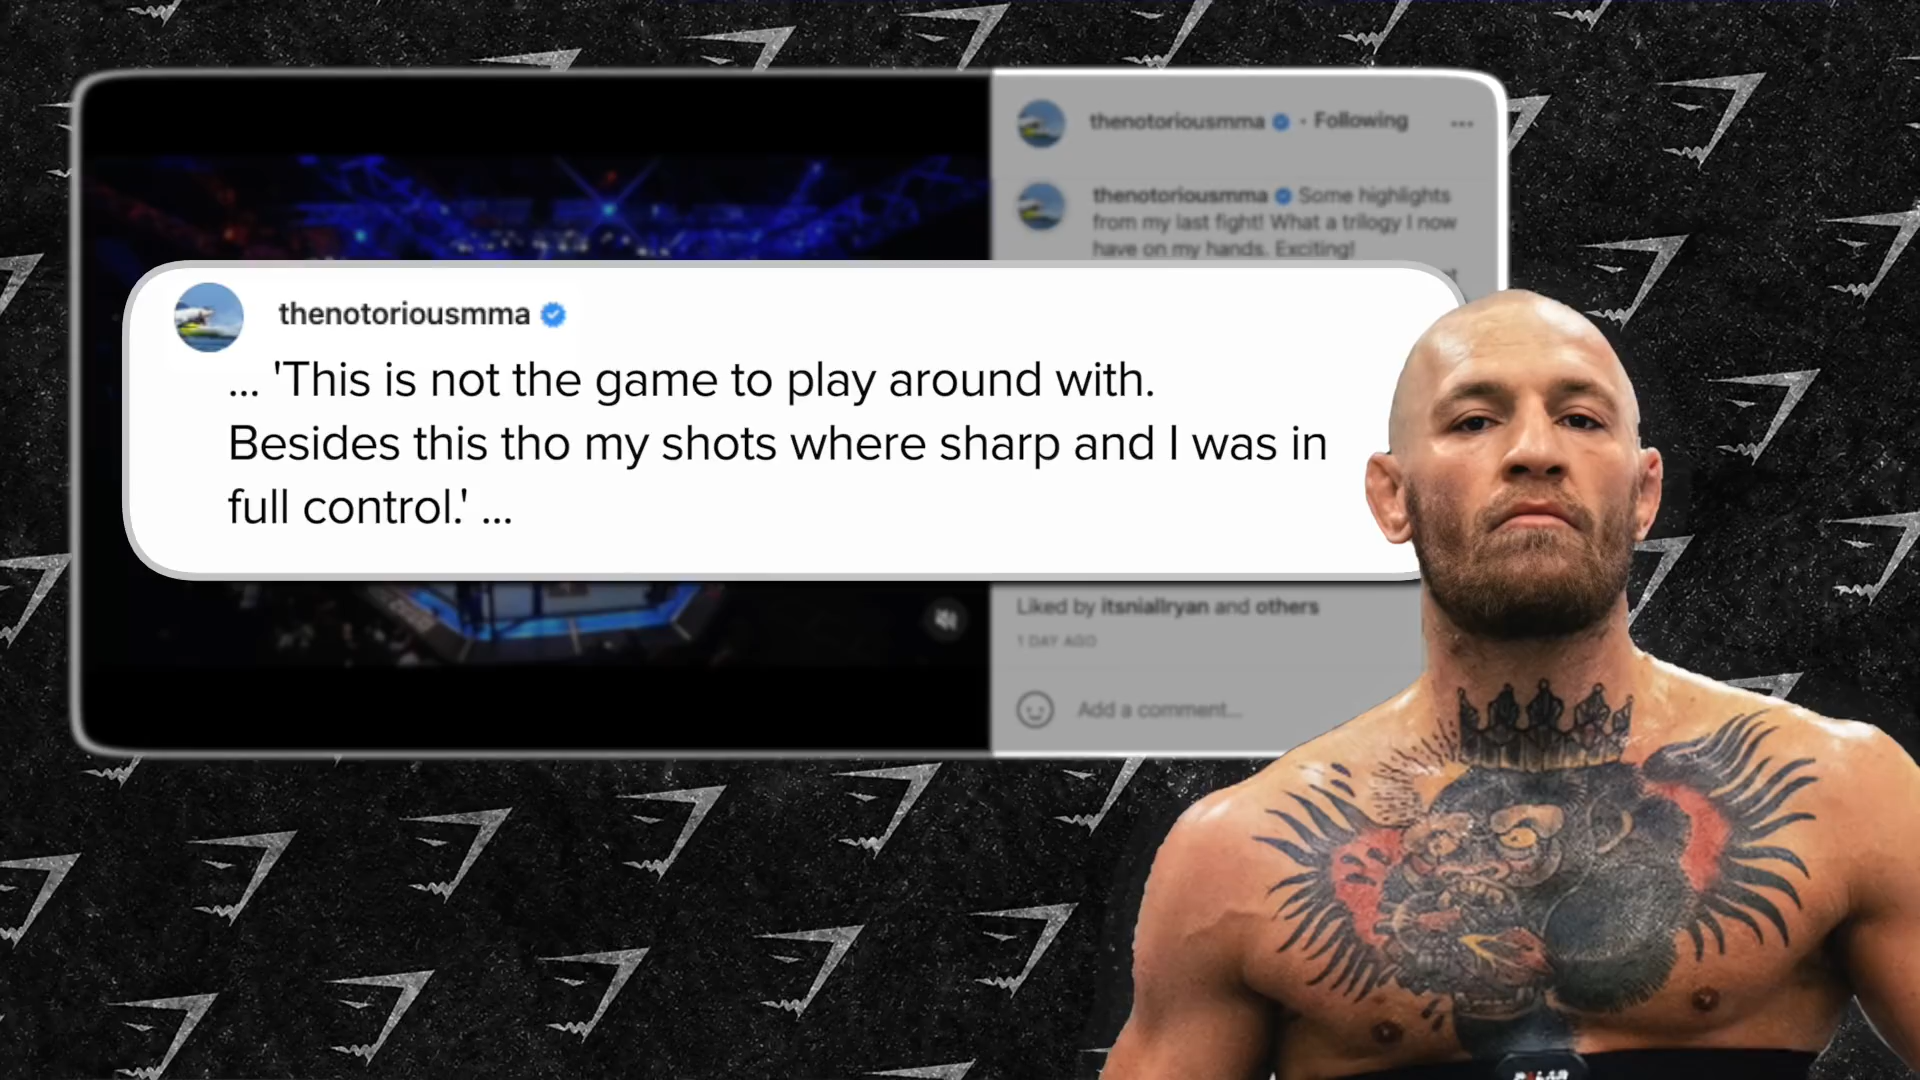 thenotoriousmma • Following
thenotoriousmma Some highlights
from my last fight! What a trilogy I now
have on my hands. Exciting!
thenotoriousmma
... 'This is not the game to play around with.
Besides this tho my shots where sharp and I was in
full control.' ...
Liked by itsniallryan and others
1 DAY AGO
Add a comment...